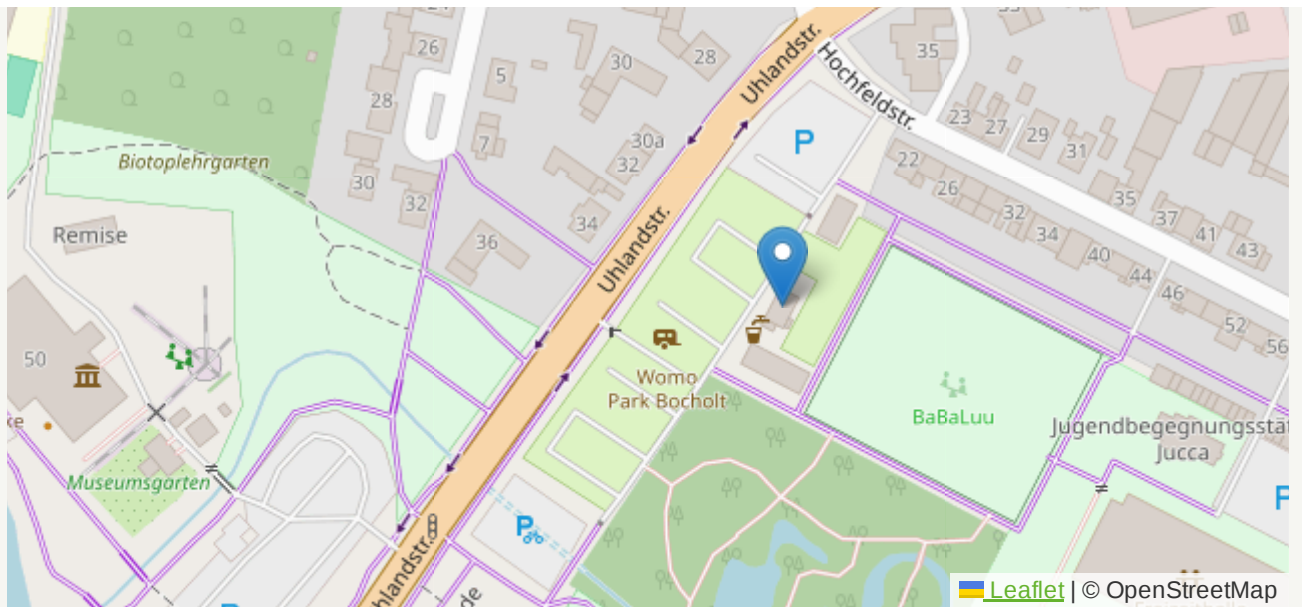 26
28
30
32
5
7
30
28
30a
32
34
36
Uhlandstr.
Hochfeldstr.
35
23
27
29
31
P
22
26
32
34
40
44
46
52
56
35
37
41
43
Biotoplehrgarten
Remise
Uhlandstr.
50
Womo
Park Bocholt
BaBaLuu
Jugendbegegnungsstät
Jucca
Museumsgarten
P
P
Leaflet | © OpenStreetMap